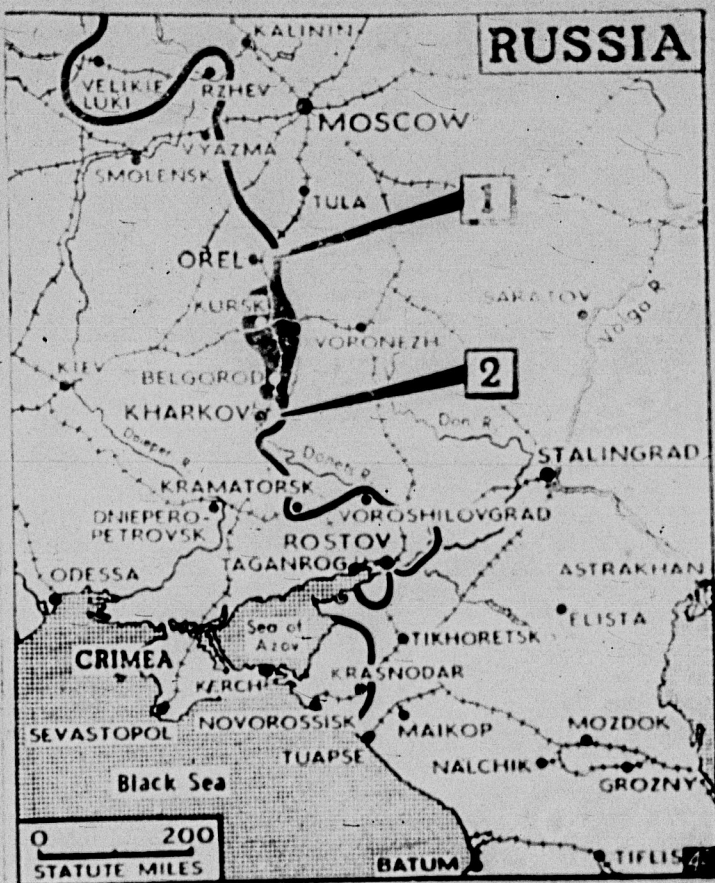 RUSSIA
KALININ
VELIKIE
LUKI
RZHEV
MOSCOW
VYAZMA
SMOLENSK
TULA
1
OREL
KURSK
SARATOV
Volga R.
VORONEZH
KIEV
BELGOROD
2
KHARKOV
Dnieper R.
Don R.
Donets R.
STALINGRAD
KRAMATORSK
DNIEPERO-
PETROVSK
VOROSHILOVGRAD
ROSTOV
TAGANROG
ODESSA
ASTRAKHAN
ELISTA
Sea of
Azov
TIKHORETSK
CRIMEA
KERCH
KRASNODAR
SEVASTOPOL
NOVOROSSISK
MAIKOP
MOZDOK
TUAPSE
NALCHIK
GROZNY
Black Sea
0 200
STATUTE MILES
BATUM
TIFLIS
4